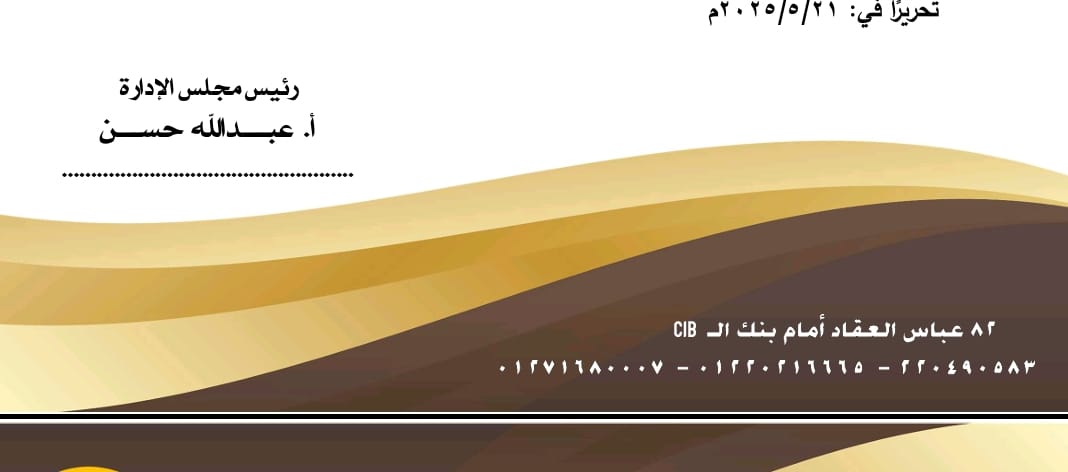 تحريرًا في: ٢٠٢٥/٥/٢١م
رئيس مجلس الإدارة
أ. عبـــدالله حســـن
......................................................
٨٢ عباس العقاد أمام بنك الـ CIB
٢٢٠٤٩٠٥٨٣ – ٠١٢٢٠٢١٦٦٦٥ – ٠١٢٧١٦٨٠٠٠٧